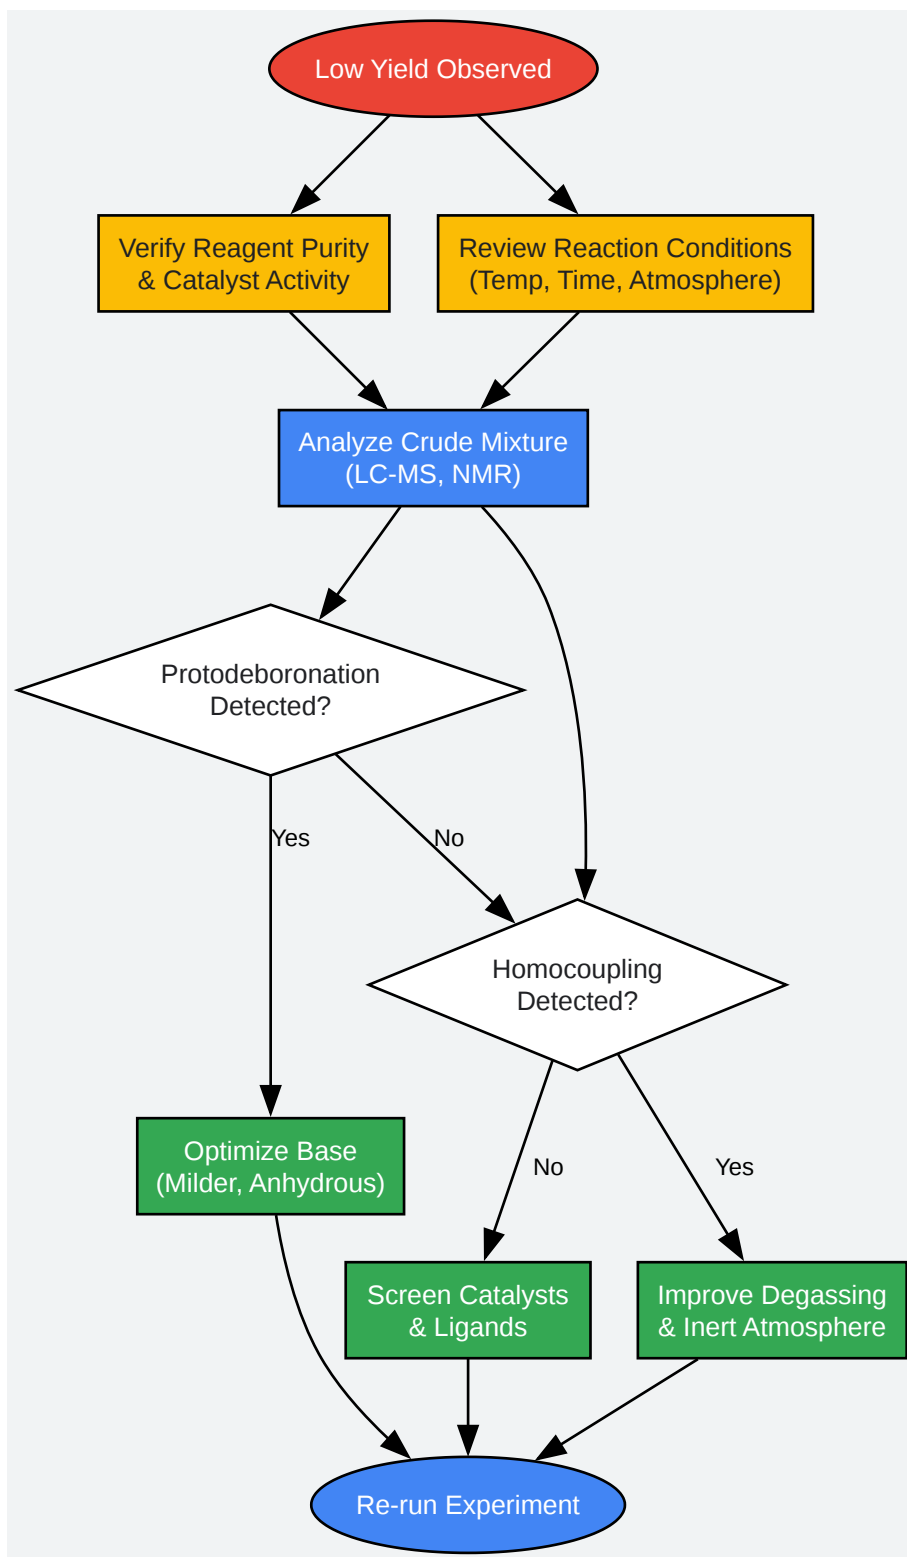 Low Yield Observed
Verify Reagent Purity
& Catalyst Activity
Review Reaction Conditions
(Temp, Time, Atmosphere)
Analyze Crude Mixture
(LC-MS, NMR)
Protodeboronation
Detected?
Yes
No
Homocoupling
Detected?
Optimize Base
(Milder, Anhydrous)
No
Yes
Screen Catalysts
& Ligands
Improve Degassing
& Inert Atmosphere
Re-run Experiment